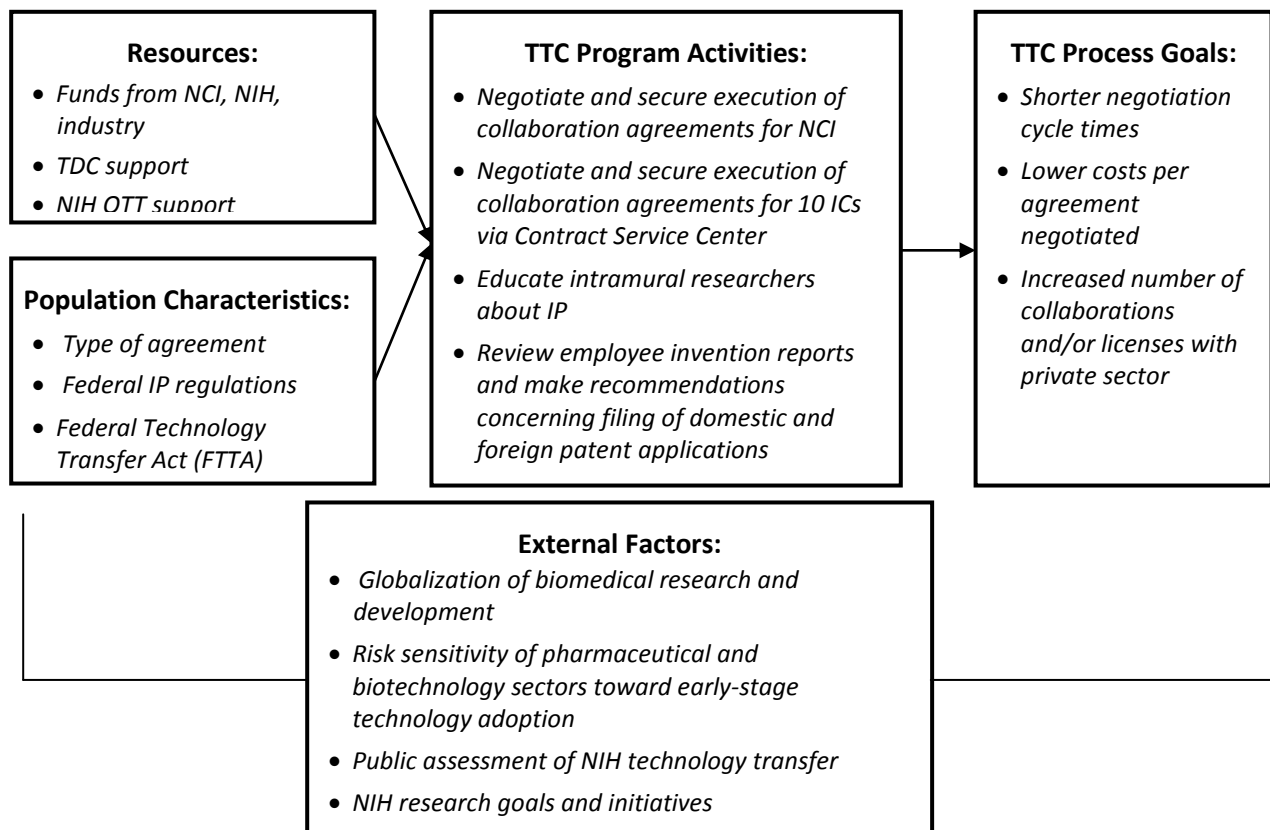 Resources:
• Funds from NCI, NIH,
industry
• TDC support
• NIH OTT support
Population Characteristics:
• Type of agreement
• Federal IP regulations
• Federal Technology
Transfer Act (FTTA)
TTC Program Activities:
• Negotiate and secure execution of
collaboration agreements for NCI
• Negotiate and secure execution of
collaboration agreements for 10 ICs
via Contract Service Center
• Educate intramural researchers
about IP
• Review employee invention reports
and make recommendations
concerning filing of domestic and
foreign patent applications
TTC Process Goals:
• Shorter negotiation
cycle times
• Lower costs per
agreement
negotiated
• Increased number of
collaborations
and/or licenses with
private sector
External Factors:
• Globalization of biomedical research and
development
• Risk sensitivity of pharmaceutical and
biotechnology sectors toward early-stage
technology adoption
• Public assessment of NIH technology transfer
• NIH research goals and initiatives